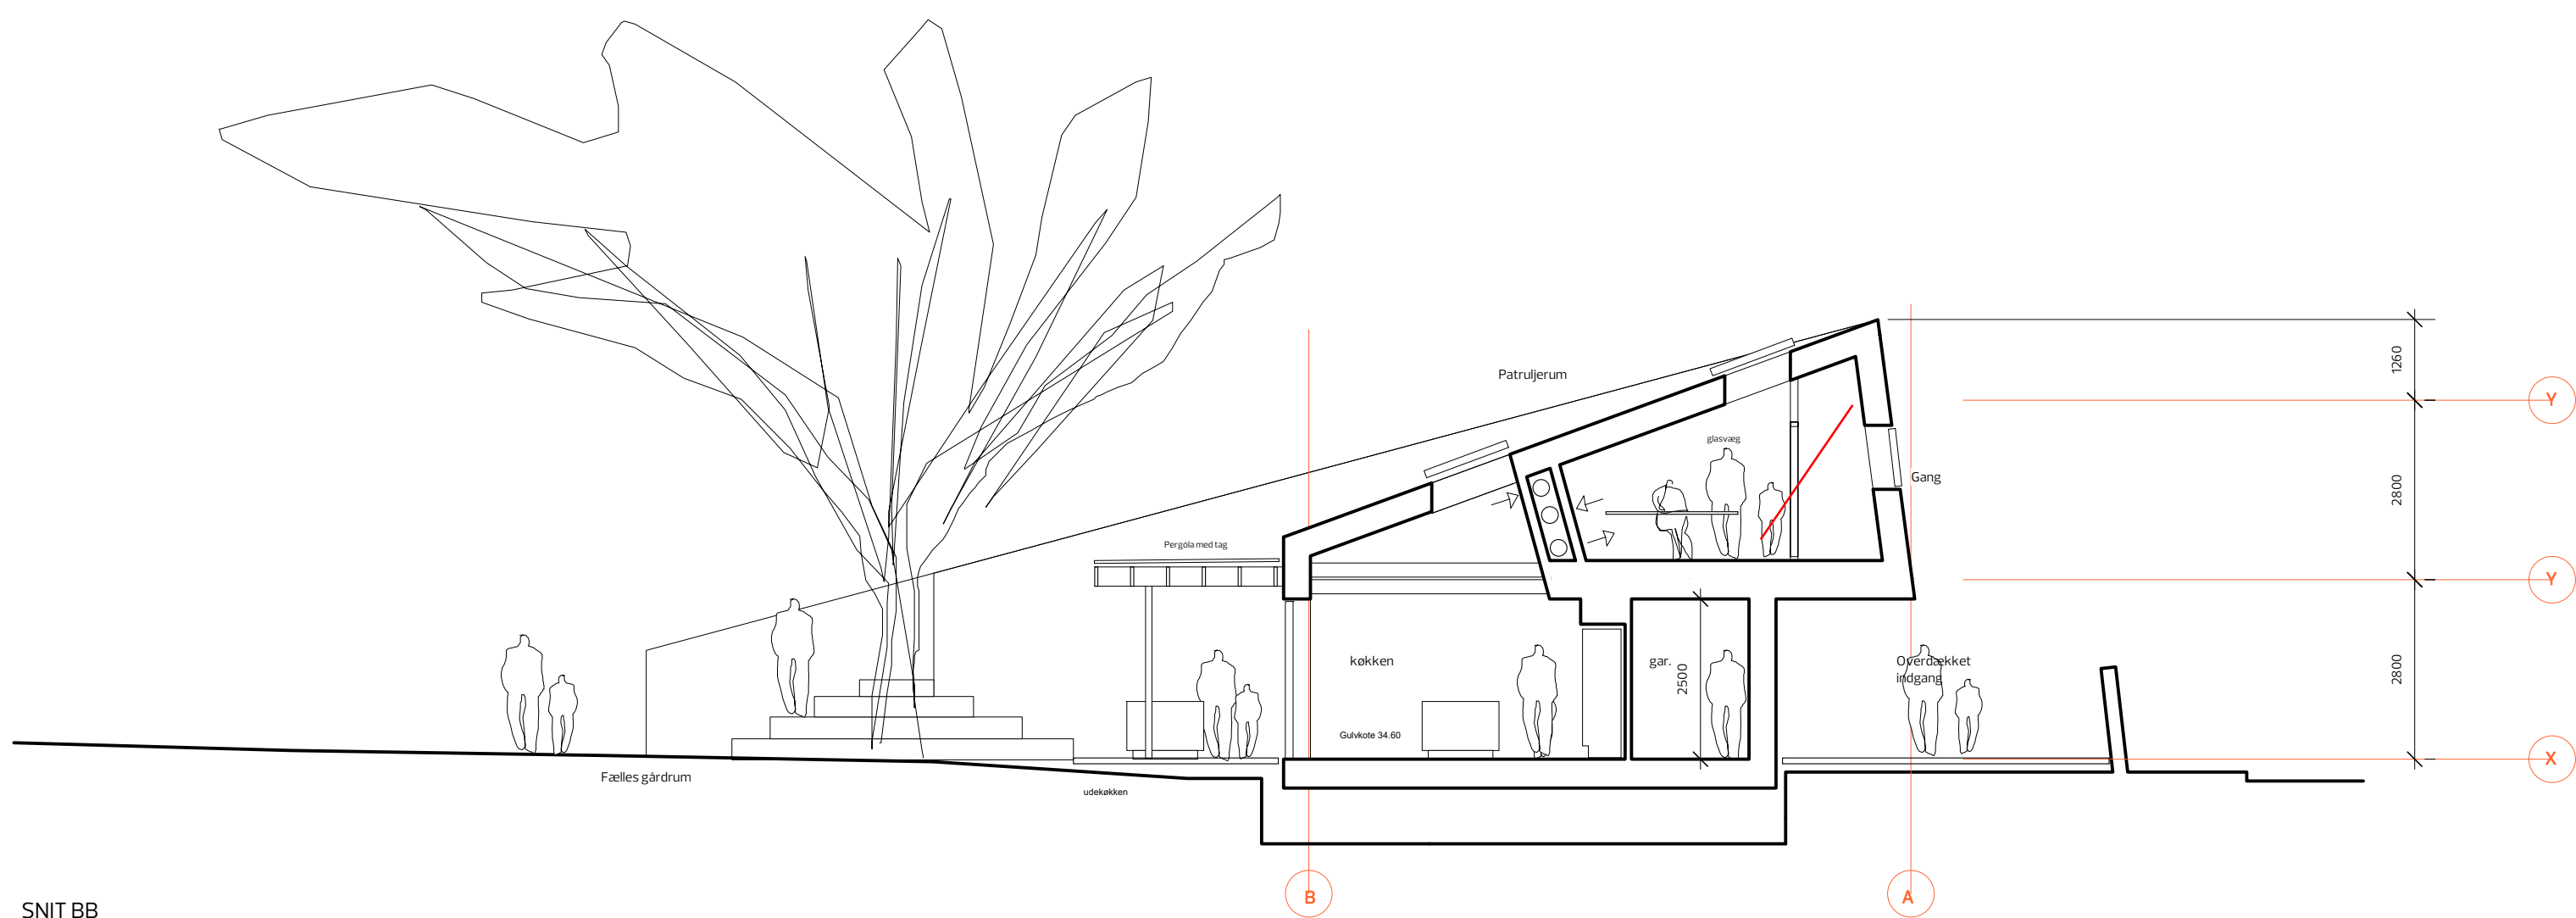 1260
Y
Patruljerum
glasvæg
Gang
2800
Pergola med tag
Y
køkken
gar.
2500
Overdækket
indgang
2800
Gulvkote 34.60
X
Fælles gårdrum
udekøkken
B
A
SNIT BB